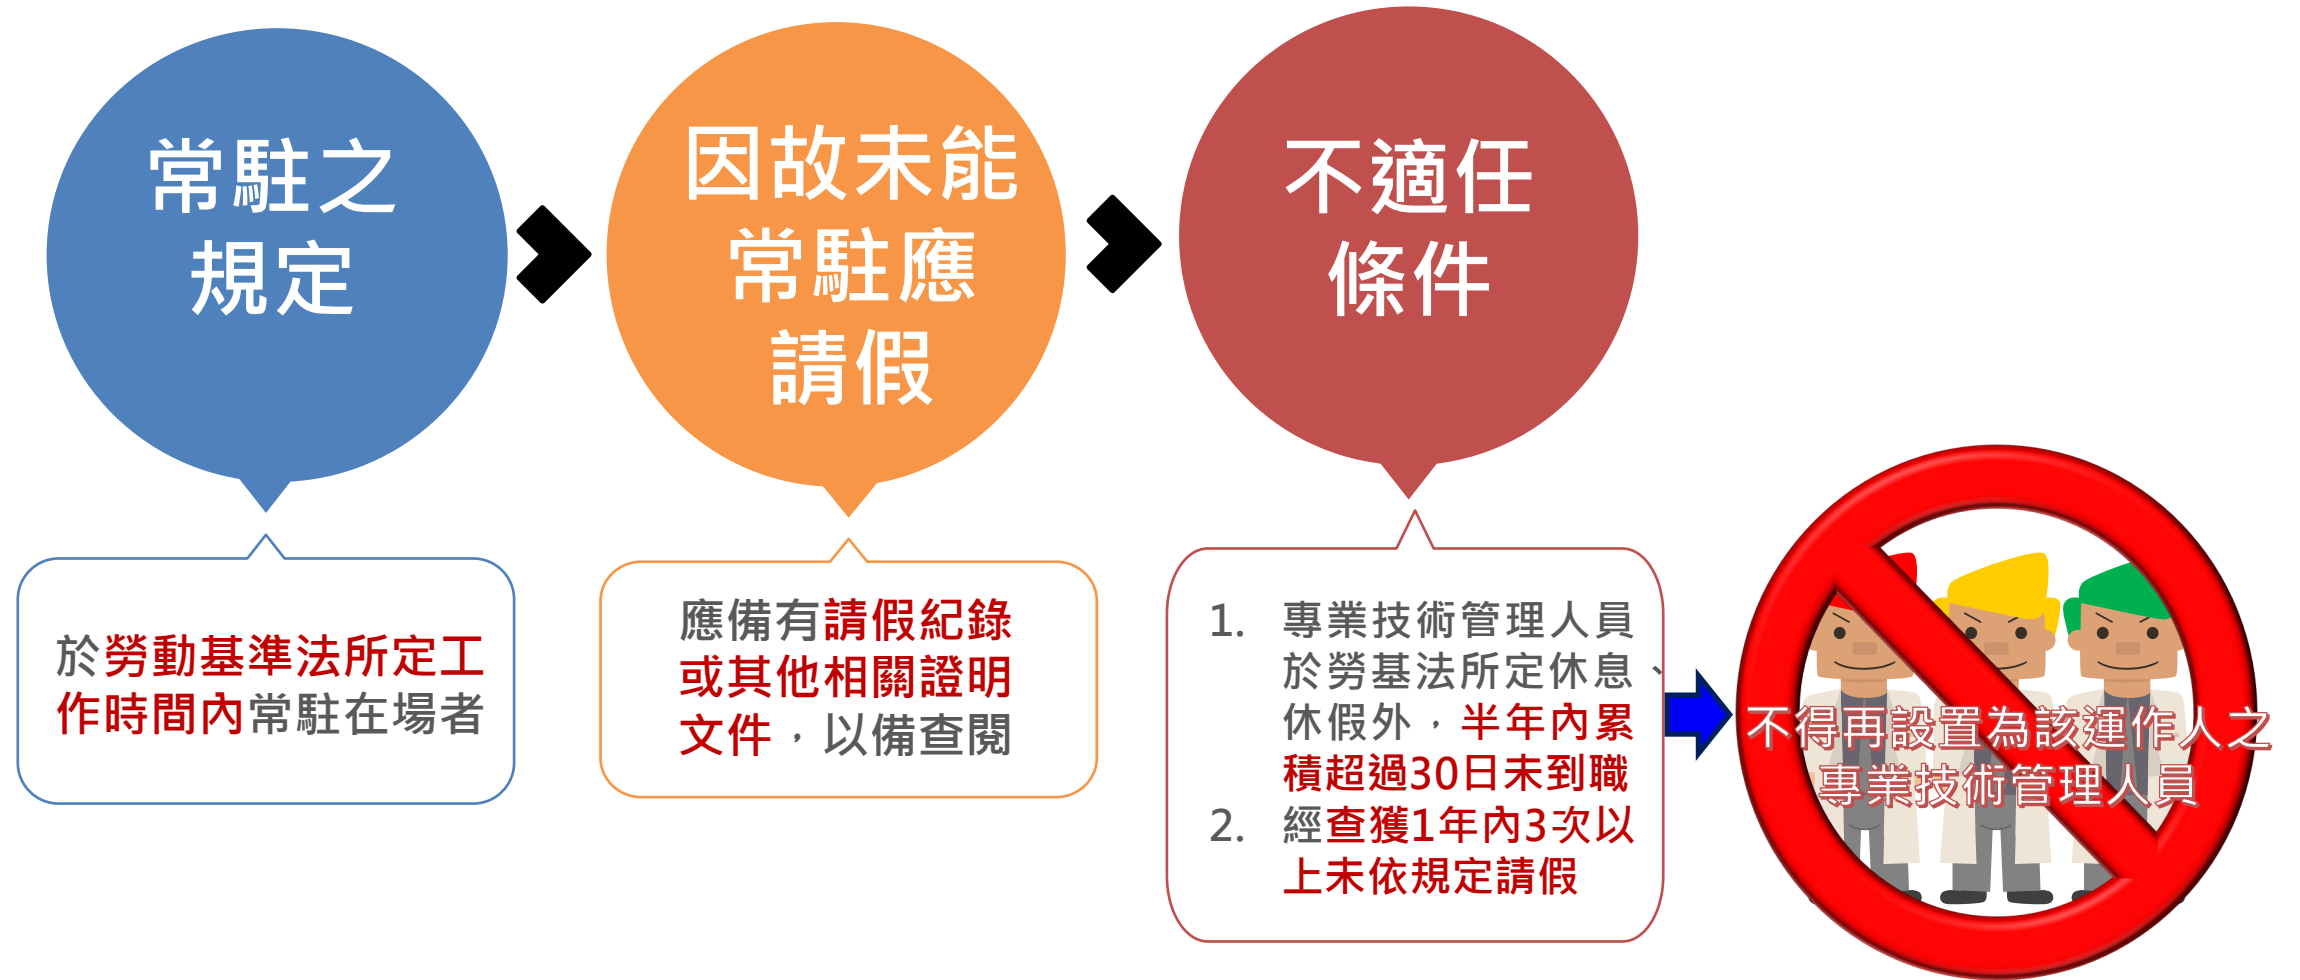 常駐之
規定
因故未能
常駐應
請假
不適任
條件
於勞動基準法所定工
作時間內常駐在場者
應備有請假紀錄
或其他相關證明
文件，以備查閱
1. 專業技術管理人員
於勞基法所定休息、
休假外，半年內累
積超過30日未到職
2. 經查獲1年內3次以
上未依規定請假
不得再設置為該運作人之
專業技術管理人員